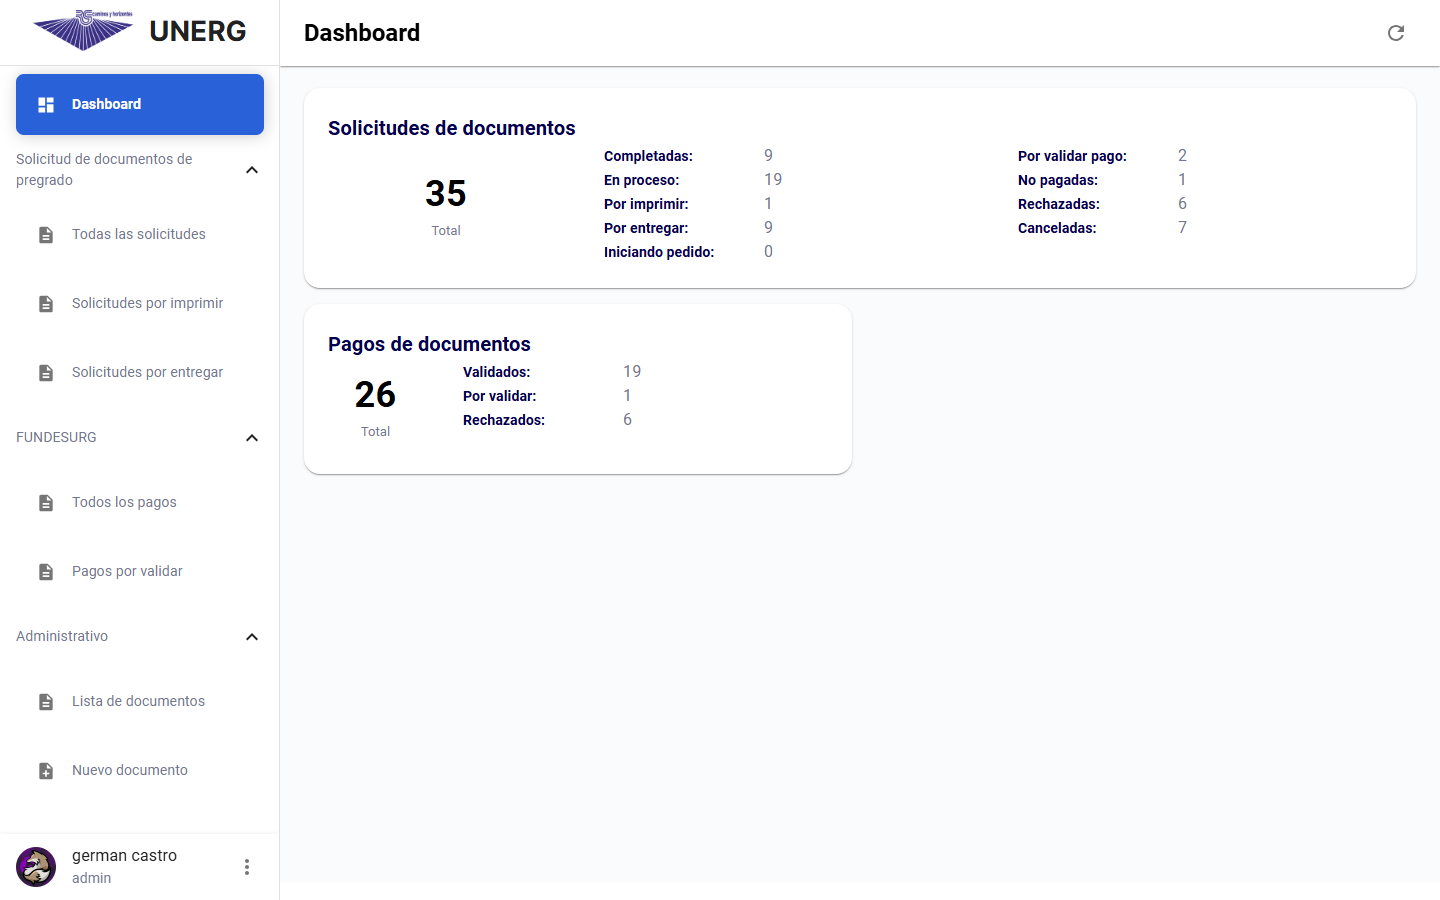 caminos y horizontes
UNERG
Dashboard
Dashboard
Solicitud de documentos de
pregrado
Todas las solicitudes
Solicitudes por imprimir
Solicitudes por entregar
FUNDESURG
Todos los pagos
Pagos por validar
Administrativo
Lista de documentos
Nuevo documento
german castro
admin
Solicitudes de documentos
35
Total
Completadas: 9
En proceso: 19
Por imprimir: 1
Por entregar: 9
Iniciando pedido: 0
Por validar pago: 2
No pagadas: 1
Rechazadas: 6
Canceladas: 7
Pagos de documentos
26
Total
Validados: 19
Por validar: 1
Rechazados: 6